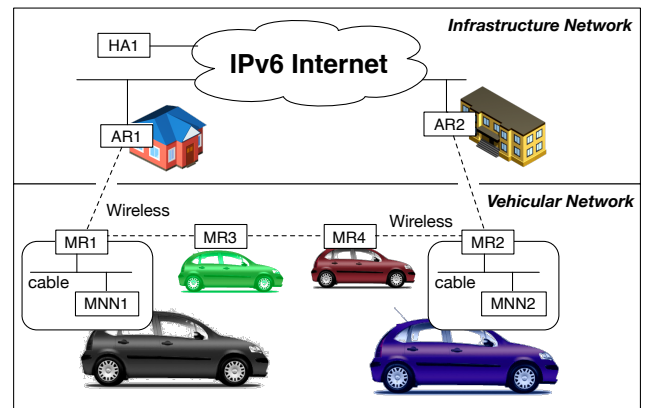 Infrastructure Network
HA1
IPv6 Internet
AR1
AR2
Vehicular Network
Wireless
Wireless
MR1
MR3
MR4
MR2
cable
cable
MNN1
MNN2